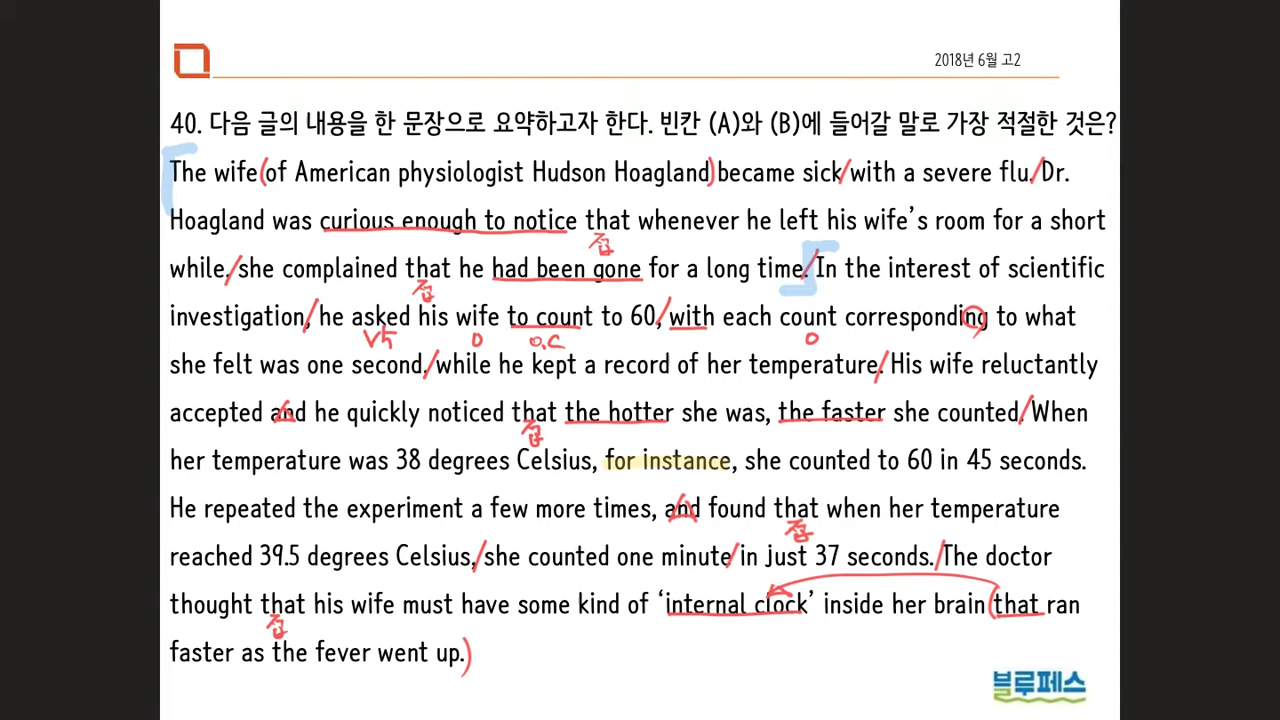 2018년 6월 고2
40. 다음 글의 내용을 한 문장으로 요약하고자 한다. 빈칸 (A)와 (B)에 들어갈 말로 가장 적절한 것은?
The wife of American physiologist Hudson Hoagland became sick with a severe flu. Dr.
Hoagland was curious enough to notice that whenever he left his wife's room for a short
접
while, she complained that he had been gone for a long time. In the interest of scientific
접
investigation, he asked his wife to count to 60, with each count corresponding to what
V5 O O.C O
she felt was one second, while he kept a record of her temperature. His wife reluctantly
accepted and he quickly noticed that the hotter she was, the faster she counted. When
접
her temperature was 38 degrees Celsius, for instance, she counted to 60 in 45 seconds.
He repeated the experiment a few more times, and found that when her temperature
접
reached 39.5 degrees Celsius, she counted one minute in just 37 seconds. The doctor
thought that his wife must have some kind of 'internal clock' inside her brain that ran
접
faster as the fever went up.
블루페스